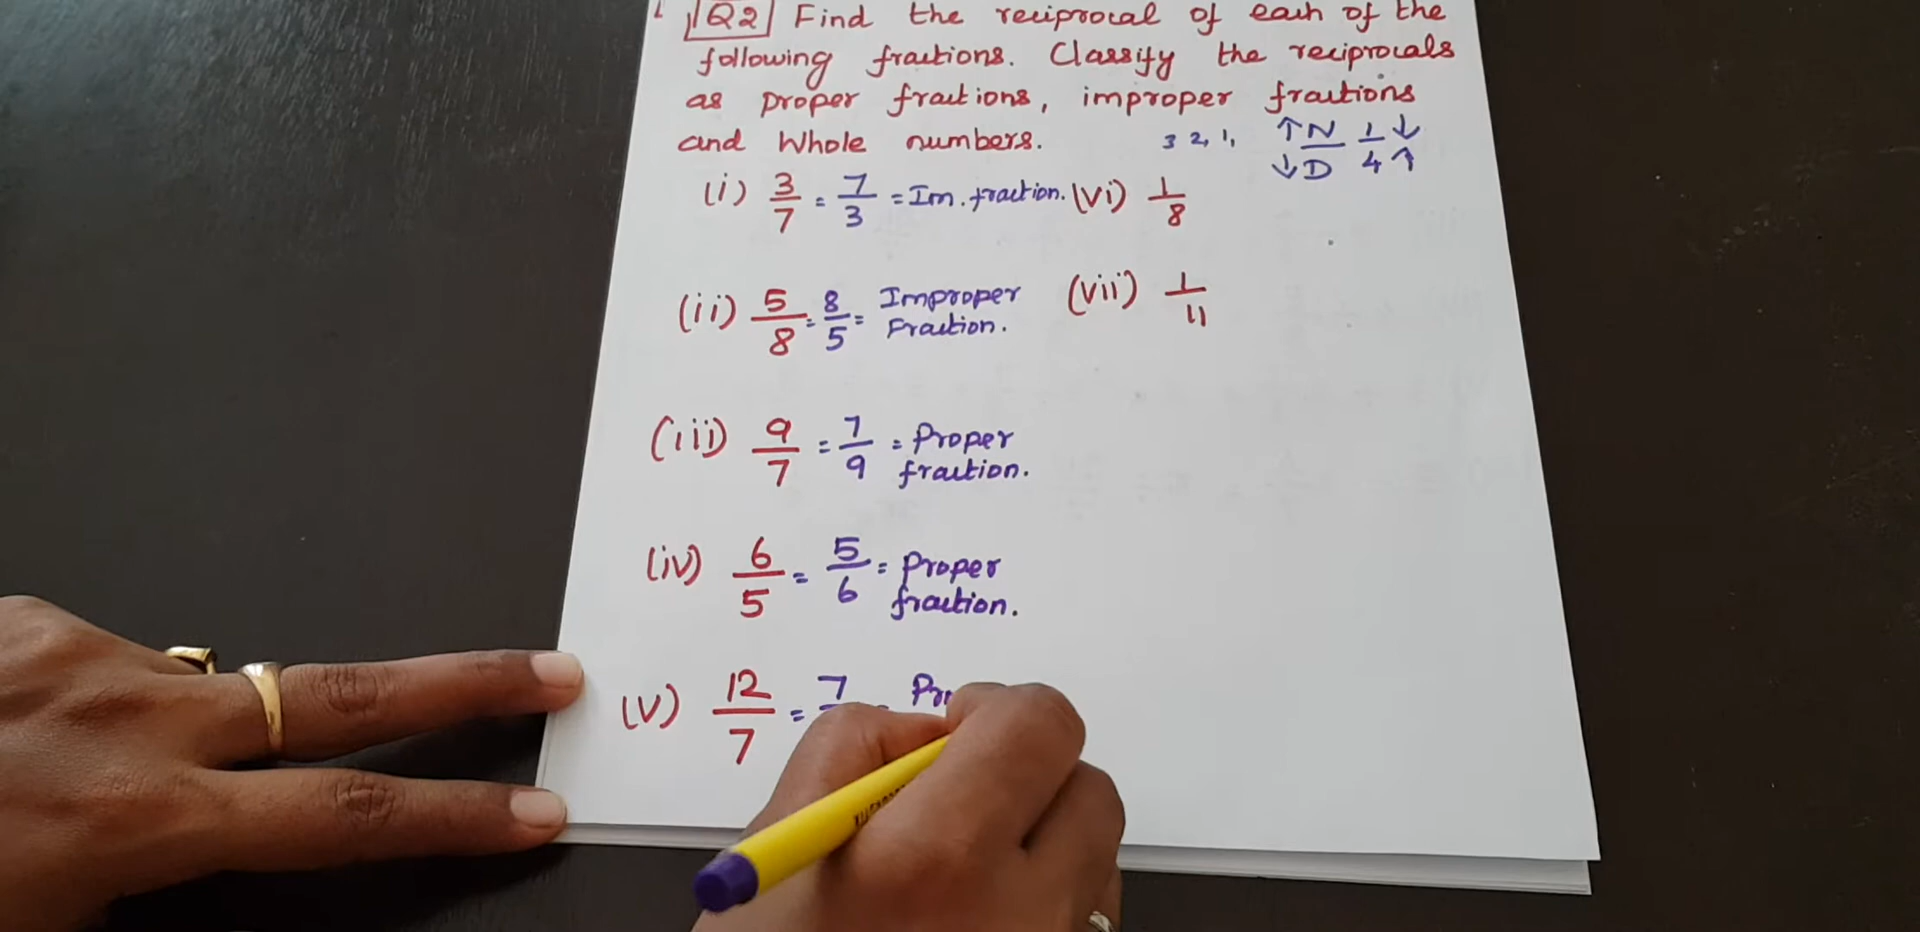 Q2 Find the reciprocal of each of the
following fractions. Classify the reciprocals
as proper fractions, improper fractions
and Whole numbers. 3 2, 1, ↑N/↓D 1/4 ↓↑
(i) 3/7 = 7/3 = Im. fraction. (vi) 1/8
(ii) 5/8 = 8/5 = Improper
Fraction. (vii) 1/11
(iii) 9/7 = 7/9 = Proper
fraction.
(iv) 6/5 = 5/6 = Proper
fraction.
(V) 12/7 = 7